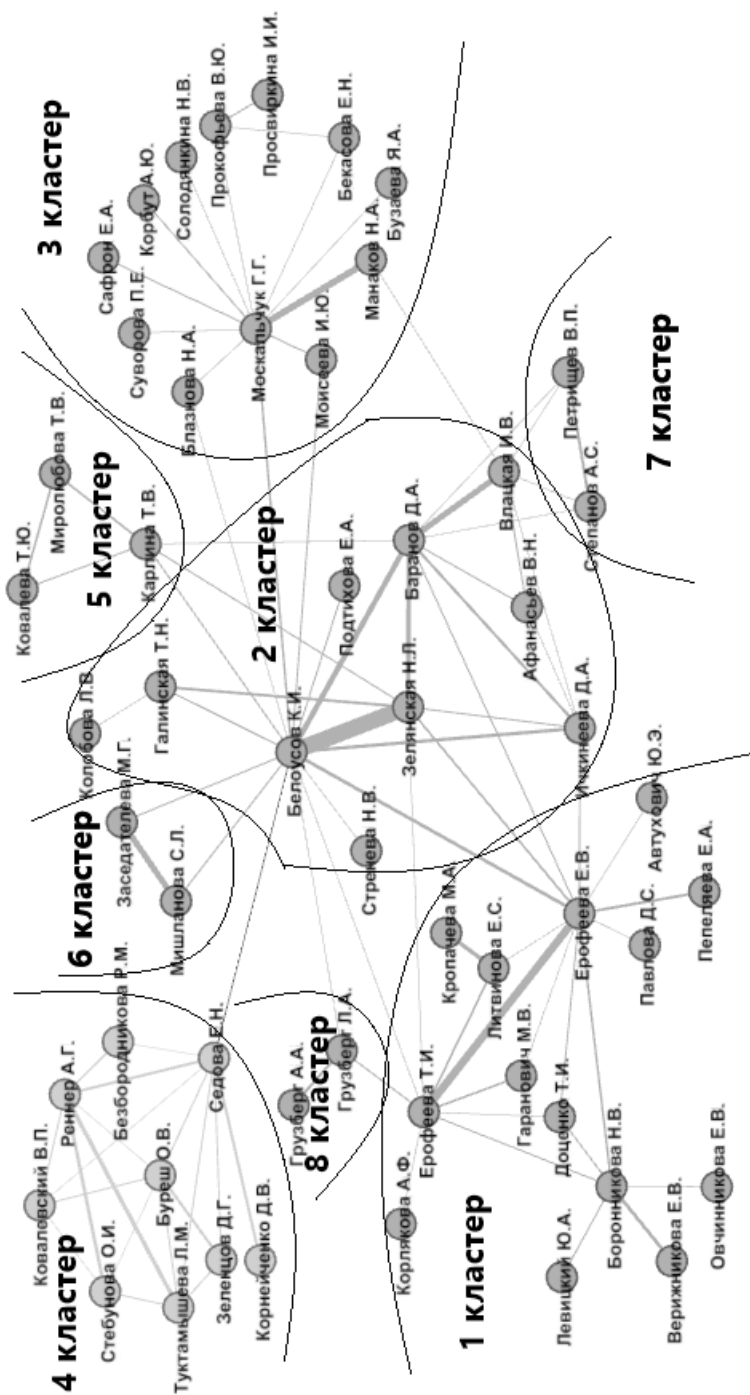 4 кластер
Ковалевский В.П.
Реннер А.Г.
Безбородникова Р.М.
Стебунова О.И.
Буреш О.В.
Седова Е.Н.
Туктамышева Л.М.
Зеленцов Д.Г.
Корнейченко Д.В.
6 кластер
Заседателева М.Г.
Мишланова С.Л.
5 кластер
Ковалева Т.Ю.
Миролюбова Т.В.
Карпина Т.В.
3 кластер
Сафрон Е.А.
Суворова П.Е.
Корбут А.Ю.
Солодянкина Н.В.
Прокофьева В.Ю.
Просвиркина И.И.
Блазнова Н.А.
Москальчук Г.Г.
Моисеева И.Ю.
Бекасова Е.Н.
Бузаева Я.А.
Манаков Н.А.
2 кластер
Колобова Л.В.
Галинская Т.Н.
Белоусов К.И.
Подтихова Е.А.
Стренева Н.В.
Зелянская Н.Л.
Баранов Д.А.
Влацкая И.В.
Афанасьев В.Н.
Ичкинеева Д.А.
7 кластер
Петрищев В.П.
Степанов А.С.
8 кластер
Грузберг А.А.
Грузберг Л.А.
1 кластер
Корлякова А.Ф.
Ерофеева Т.И.
Кропачева М.А.
Литвинова Е.С.
Гаранович М.В.
Доценко Т.И.
Ерофеева Е.В.
Автухович Ю.Э.
Павлова Д.С.
Пепеляева Е.А.
Левицкий Ю.А.
Боронникова Н.В.
Верижникова Е.В.
Овчинникова Е.В.